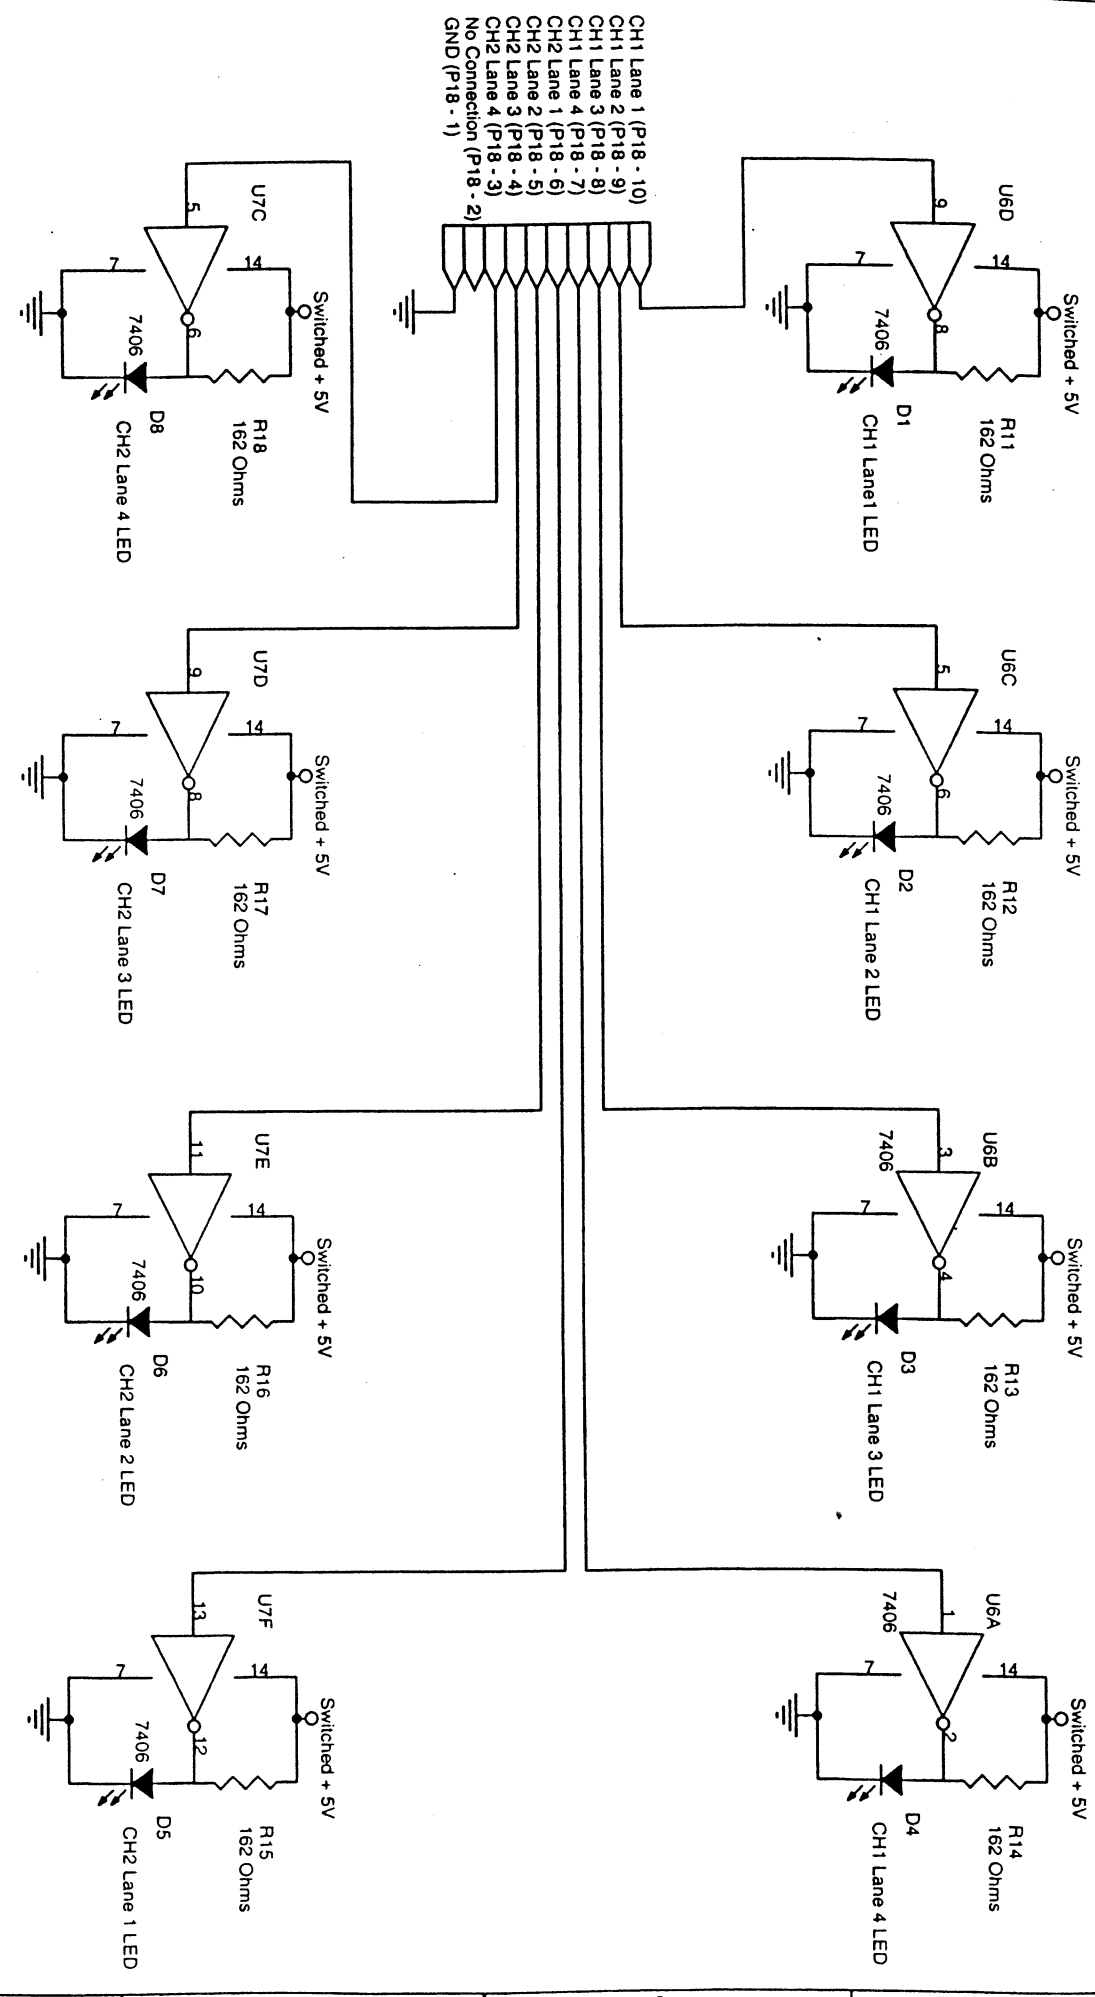 CH1 Lane 1 (P18 - 10)
CH1 Lane 2 (P18 - 9)
CH1 Lane 3 (P18 - 8)
CH1 Lane 4 (P18 - 7)
CH2 Lane 1 (P18 - 6)
CH2 Lane 2 (P18 - 5)
CH2 Lane 3 (P18 - 4)
CH2 Lane 4 (P18 - 3)
No Connection (P18 - 2)
GND (P18 - 1)
U6D
9
14
7
8
7406
Switched + 5V
R11
162 Ohms
D1
CH1 Lane1 LED
U6C
5
14
7
6
7406
Switched + 5V
R12
162 Ohms
D2
CH1 Lane 2 LED
U6B
7406
3
14
7
4
Switched + 5V
R13
162 Ohms
D3
CH1 Lane 3 LED
U6A
7406
1
14
7
2
Switched + 5V
R14
162 Ohms
D4
CH1 Lane 4 LED
U7C
5
14
7
6
7406
Switched + 5V
R18
162 Ohms
D8
CH2 Lane 4 LED
U7D
9
14
7
8
7406
Switched + 5V
R17
162 Ohms
D7
CH2 Lane 3 LED
U7E
11
14
7
10
7406
Switched + 5V
R16
162 Ohms
D6
CH2 Lane 2 LED
U7F
13
14
7
12
7406
Switched + 5V
R15
162 Ohms
D5
CH2 Lane 1 LED